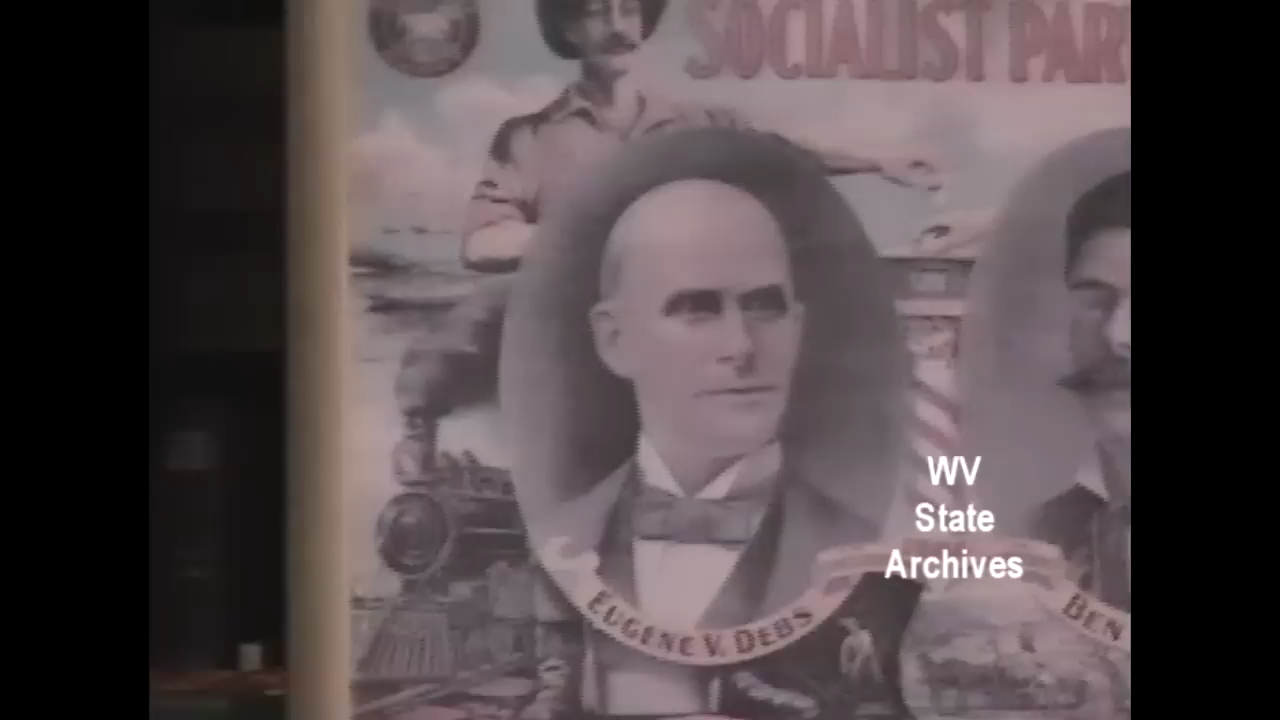 SOCIALIST PAR
EUGENE V. DEBS
BEN
WV
State
Archives